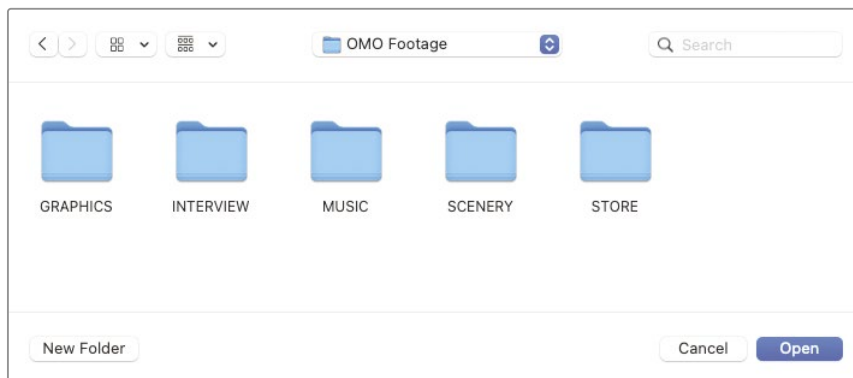 OMO Footage
Search
GRAPHICS INTERVIEW MUSIC SCENERY STORE
New Folder Cancel Open